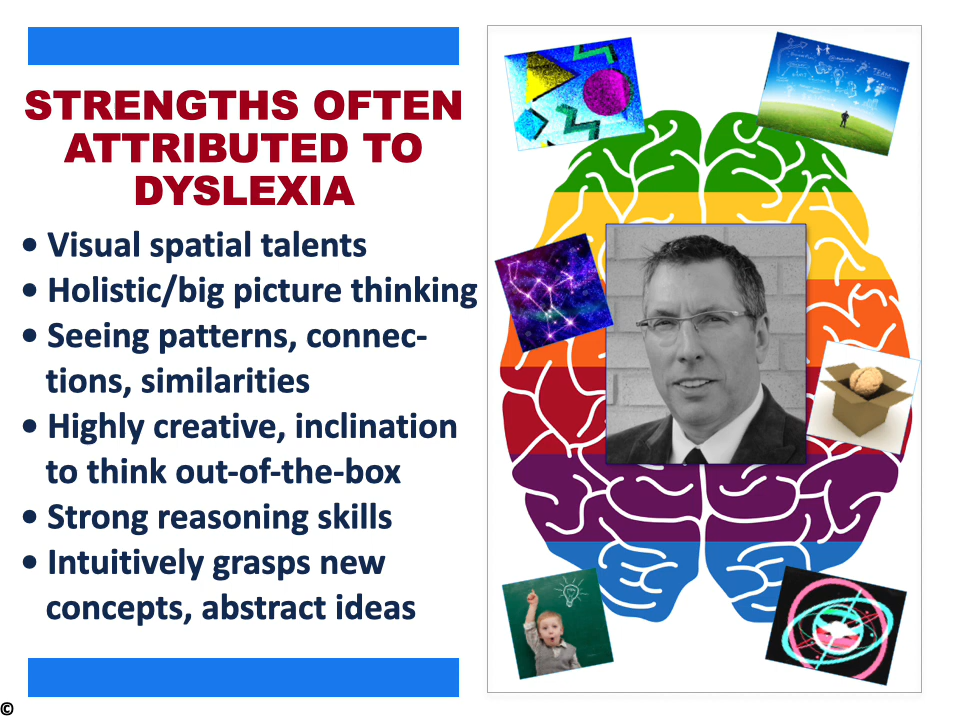 STRENGTHS OFTEN
ATTRIBUTED TO
DYSLEXIA
• Visual spatial talents
• Holistic/big picture thinking
• Seeing patterns, connec-
tions, similarities
• Highly creative, inclination
to think out-of-the-box
• Strong reasoning skills
• Intuitively grasps new
concepts, abstract ideas
©
TEAM